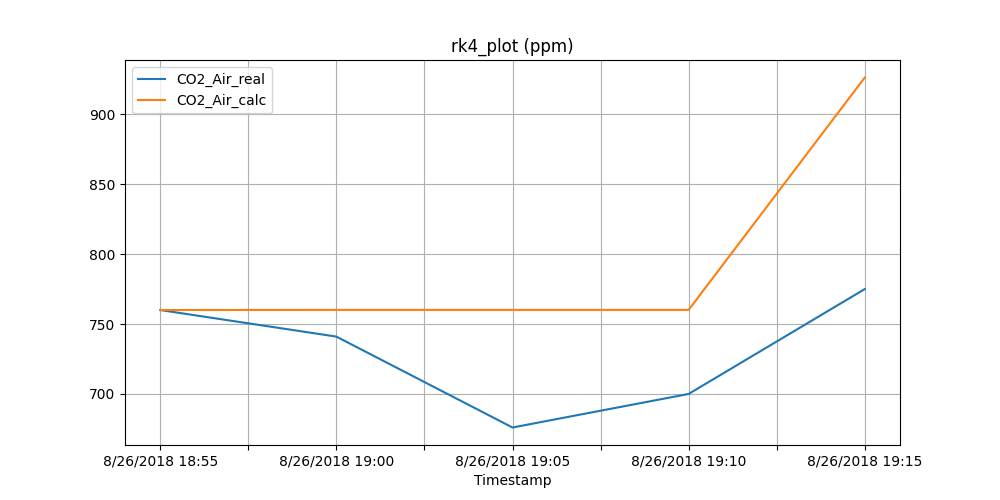 rk4_plot (ppm)
CO2_Air_real
CO2_Air_calc
900
850
800
750
700
8/26/2018 18:55 8/26/2018 19:00 8/26/2018 19:05 8/26/2018 19:10 8/26/2018 19:15
Timestamp